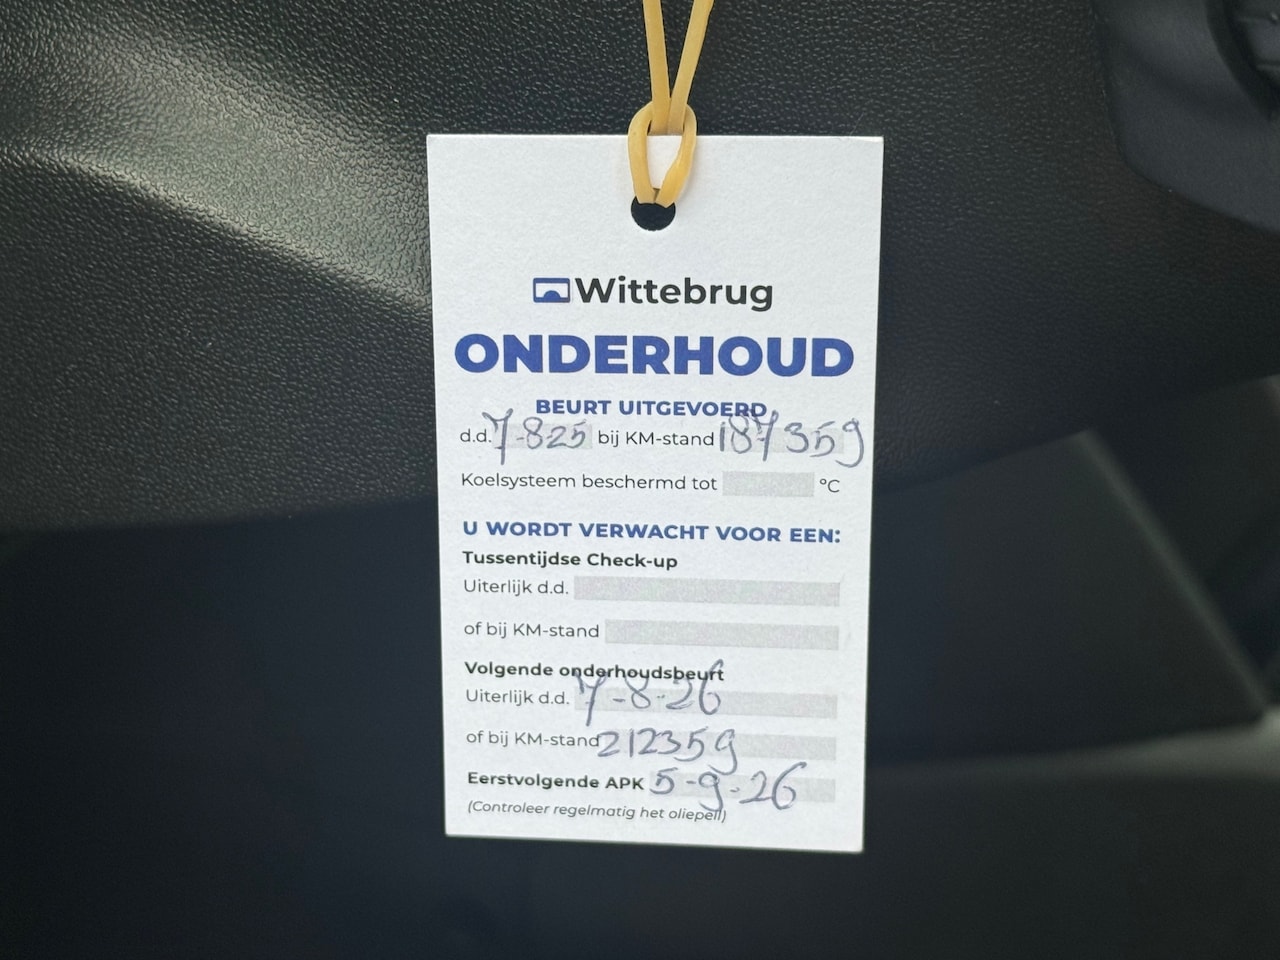 Wittebrug
ONDERHOUD
BEURT UITGEVOERD
d.d. 7-8-25 bij KM-stand 187359
Koelsysteem beschermd tot °C
U WORDT VERWACHT VOOR EEN:
Tussentijdse Check-up
Uiterlijk d.d.
of bij KM-stand
Volgende onderhoudsbeurt
Uiterlijk d.d. 7-8-26
of bij KM-stand 212359
Eerstvolgende APK 5-9-26
(Controleer regelmatig het oliepeil)